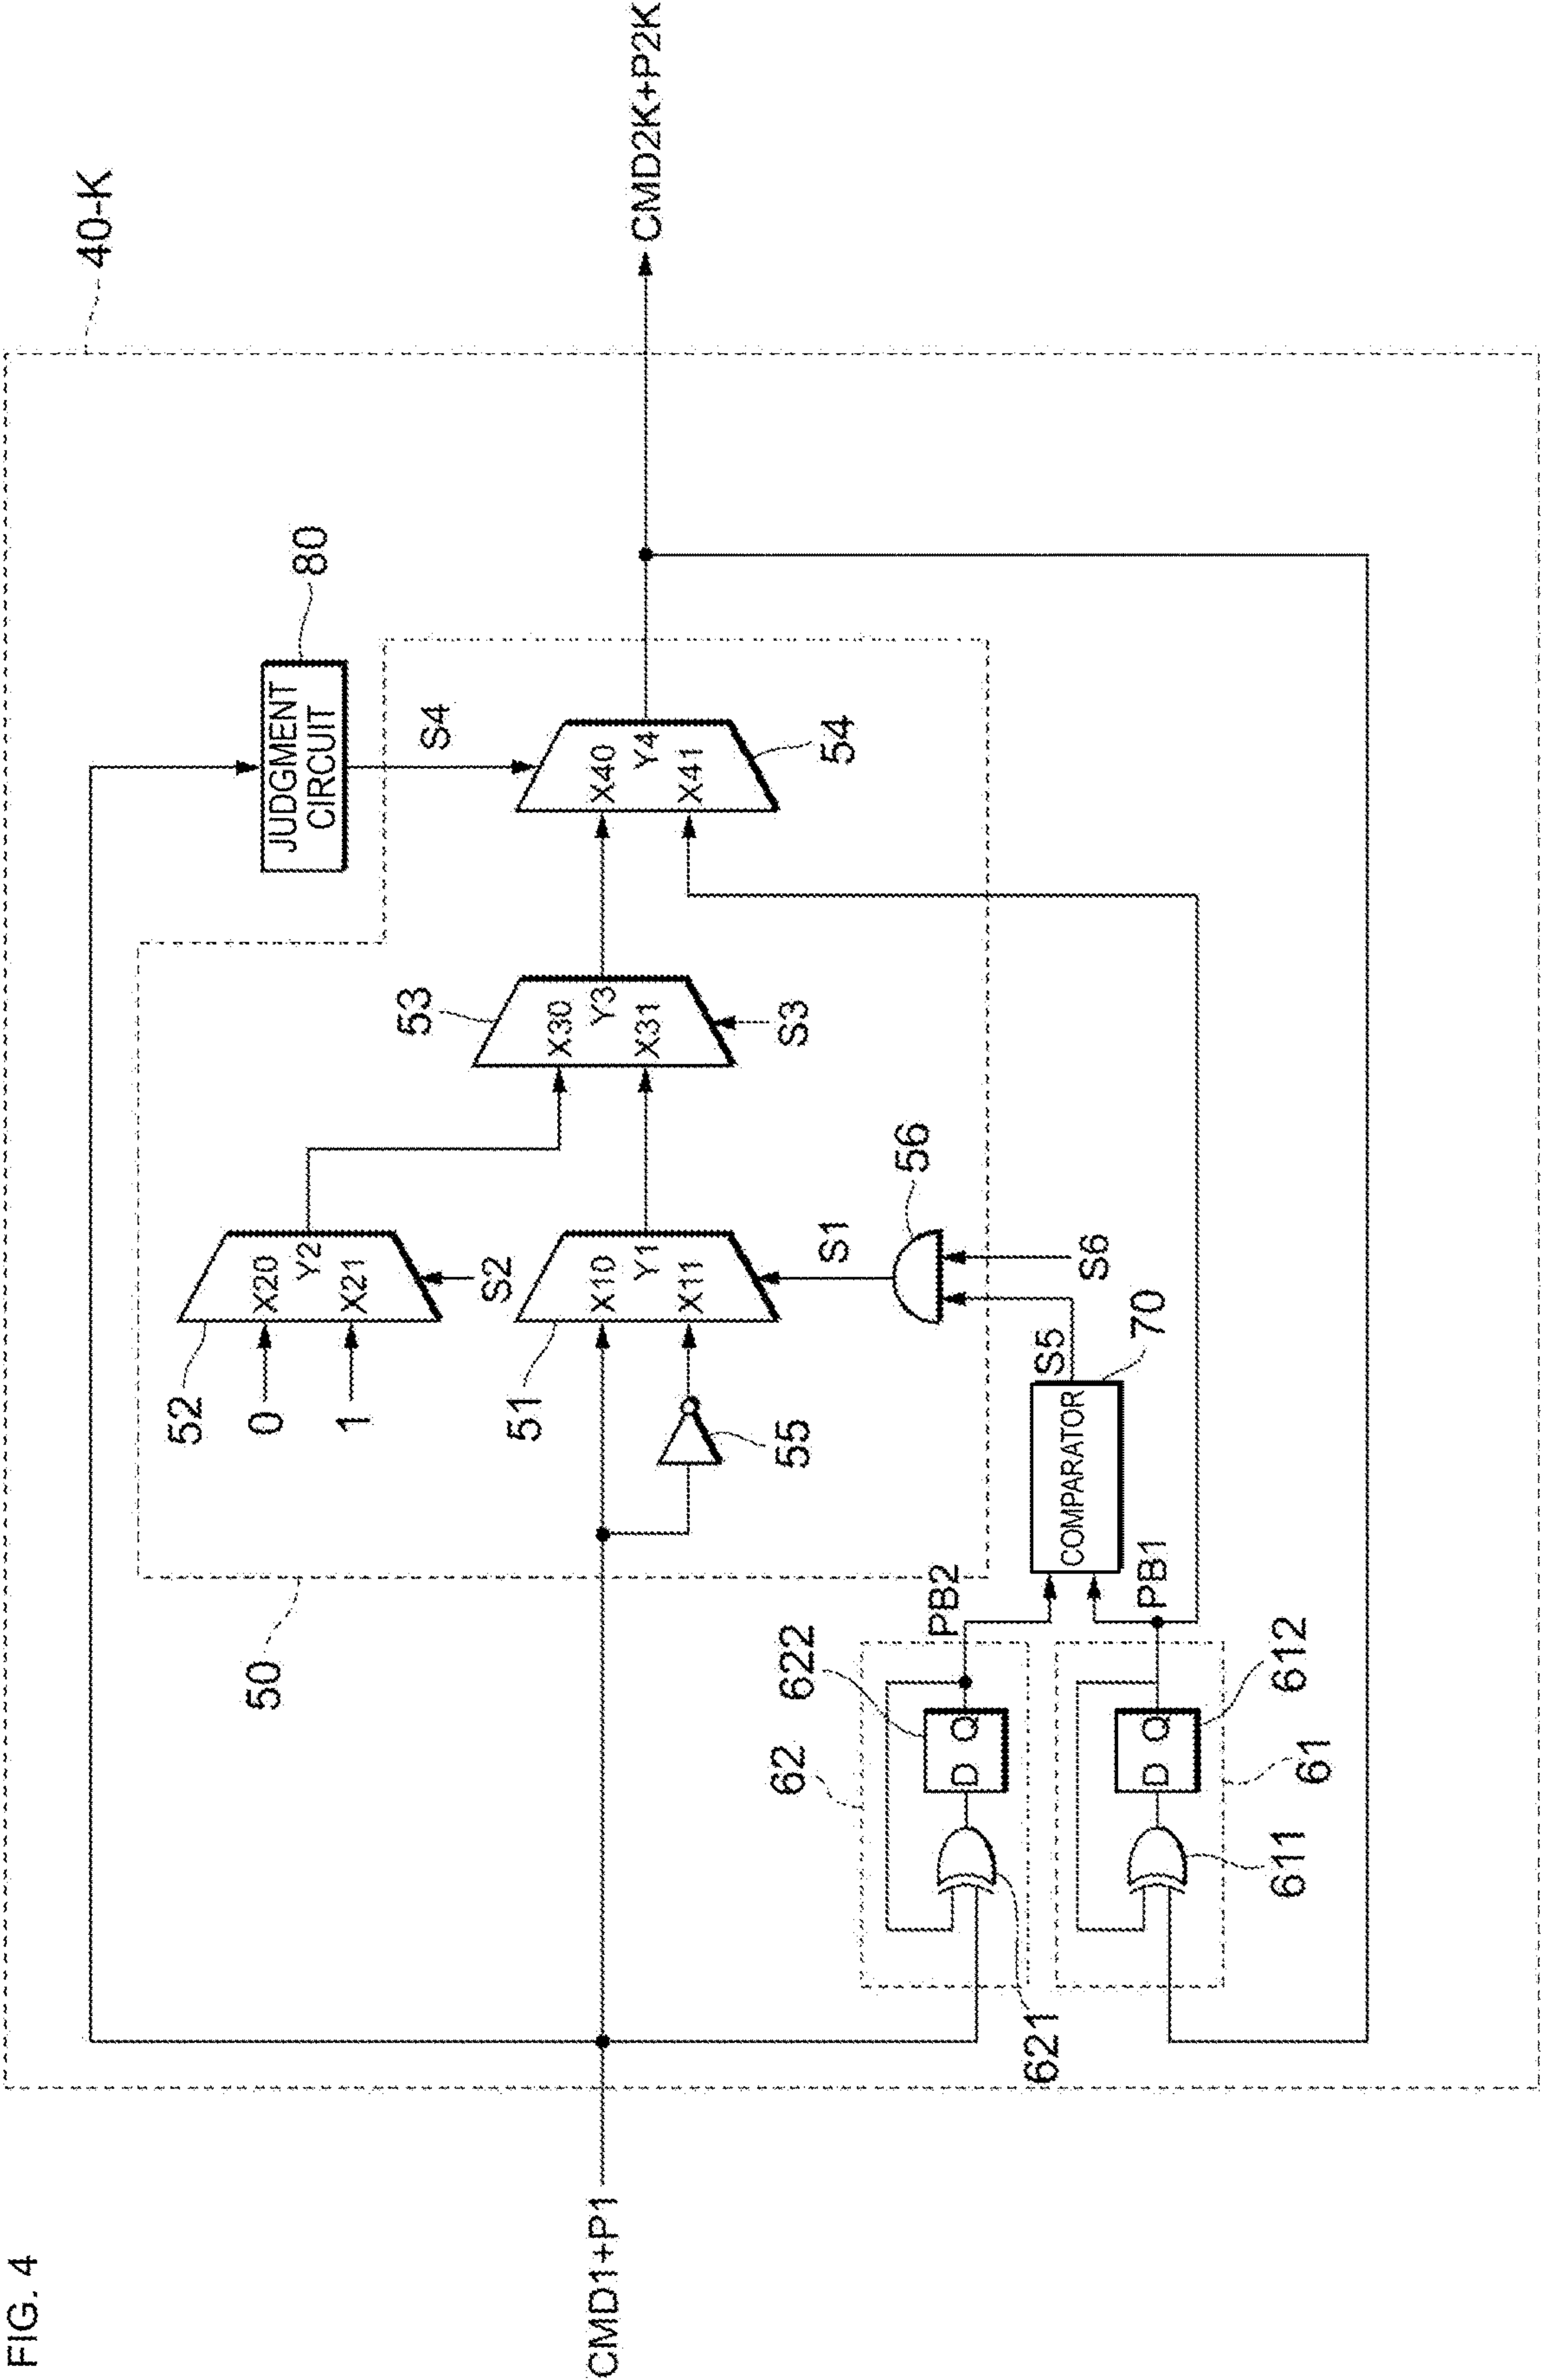 FIG. 4
40-K
80
JUDGMENT
CIRCUIT
S4
52
0
1
X20
X21
Y2
S2
53
X30
X31
Y3
S3
X40
X41
Y4
54
CMD2K+P2K
CMD1+P1
51
X10
X11
Y1
55
S1
56
S6
S5
50
62
622
PB2
D
Q
621
COMPARATOR
70
PB1
D
Q
611
612
61